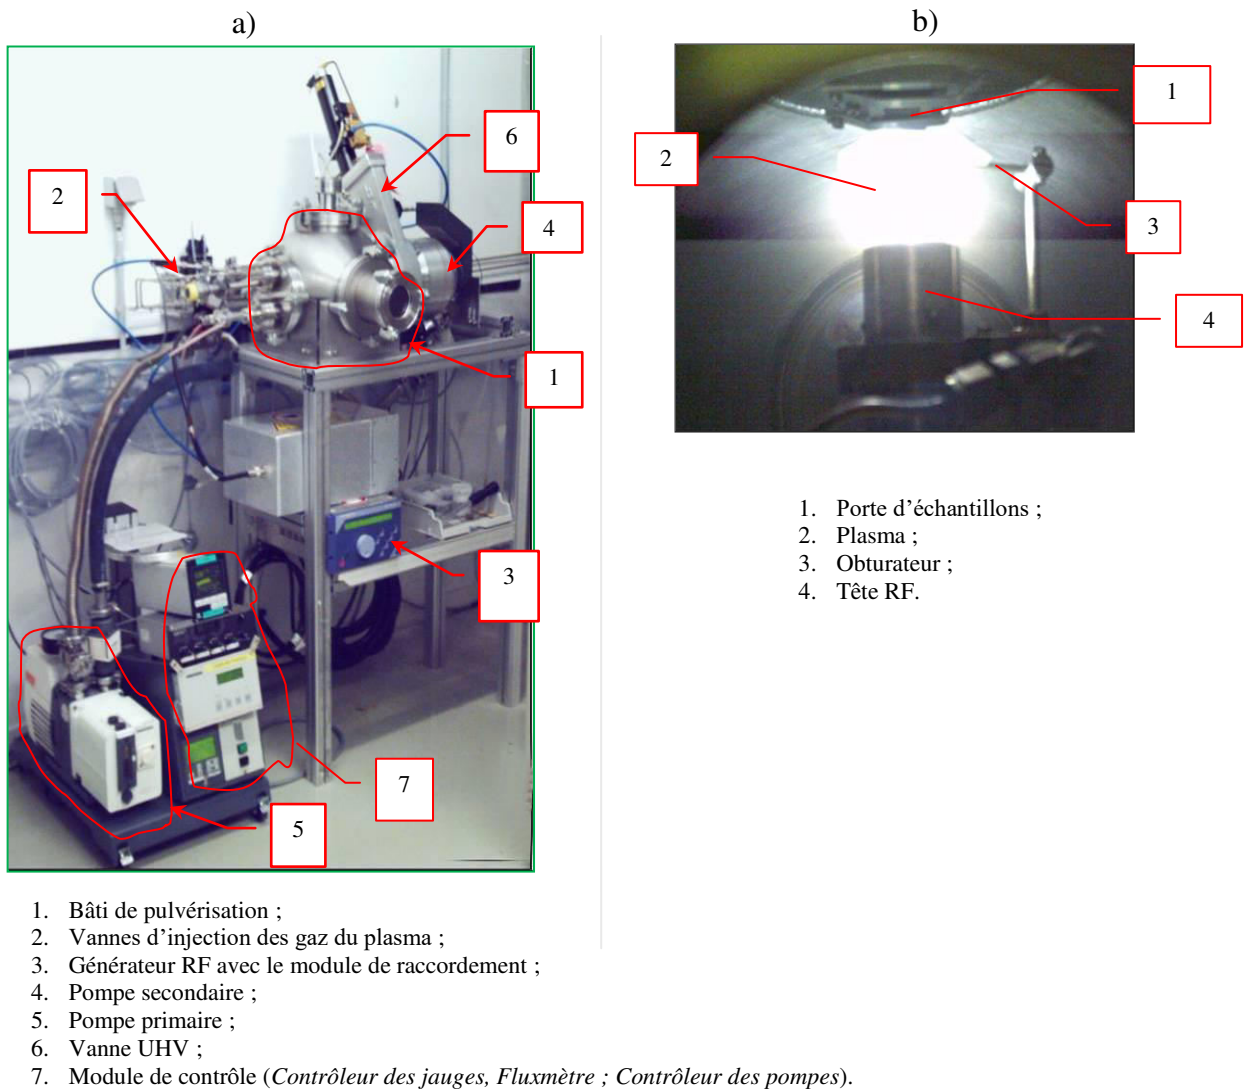 a)
b)
6
2
4
1
3
7
5
1
2
3
4
1. Porte d'échantillons ;
2. Plasma ;
3. Obturateur ;
4. Tête RF.
1. Bâti de pulvérisation ;
2. Vannes d'injection des gaz du plasma ;
3. Générateur RF avec le module de raccordement ;
4. Pompe secondaire ;
5. Pompe primaire ;
6. Vanne UHV ;
7. Module de contrôle (Contrôleur des jauges, Fluxmètre ; Contrôleur des pompes).